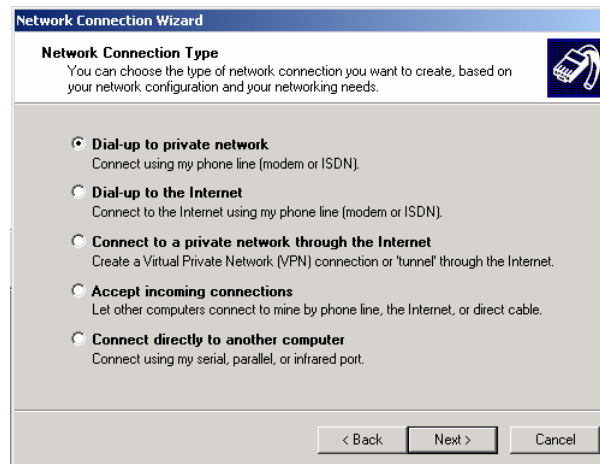 Network Connection Wizard
Network Connection Type
You can choose the type of network connection you want to create, based on
your network configuration and your networking needs.
Dial-up to private network
Connect using my phone line (modem or ISDN).
Dial-up to the Internet
Connect to the Internet using my phone line (modem or ISDN).
Connect to a private network through the Internet
Create a Virtual Private Network (VPN) connection or 'tunnel' through the Internet.
Accept incoming connections
Let other computers connect to mine by phone line, the Internet, or direct cable.
Connect directly to another computer
Connect using my serial, parallel, or infrared port.
< Back Next > Cancel